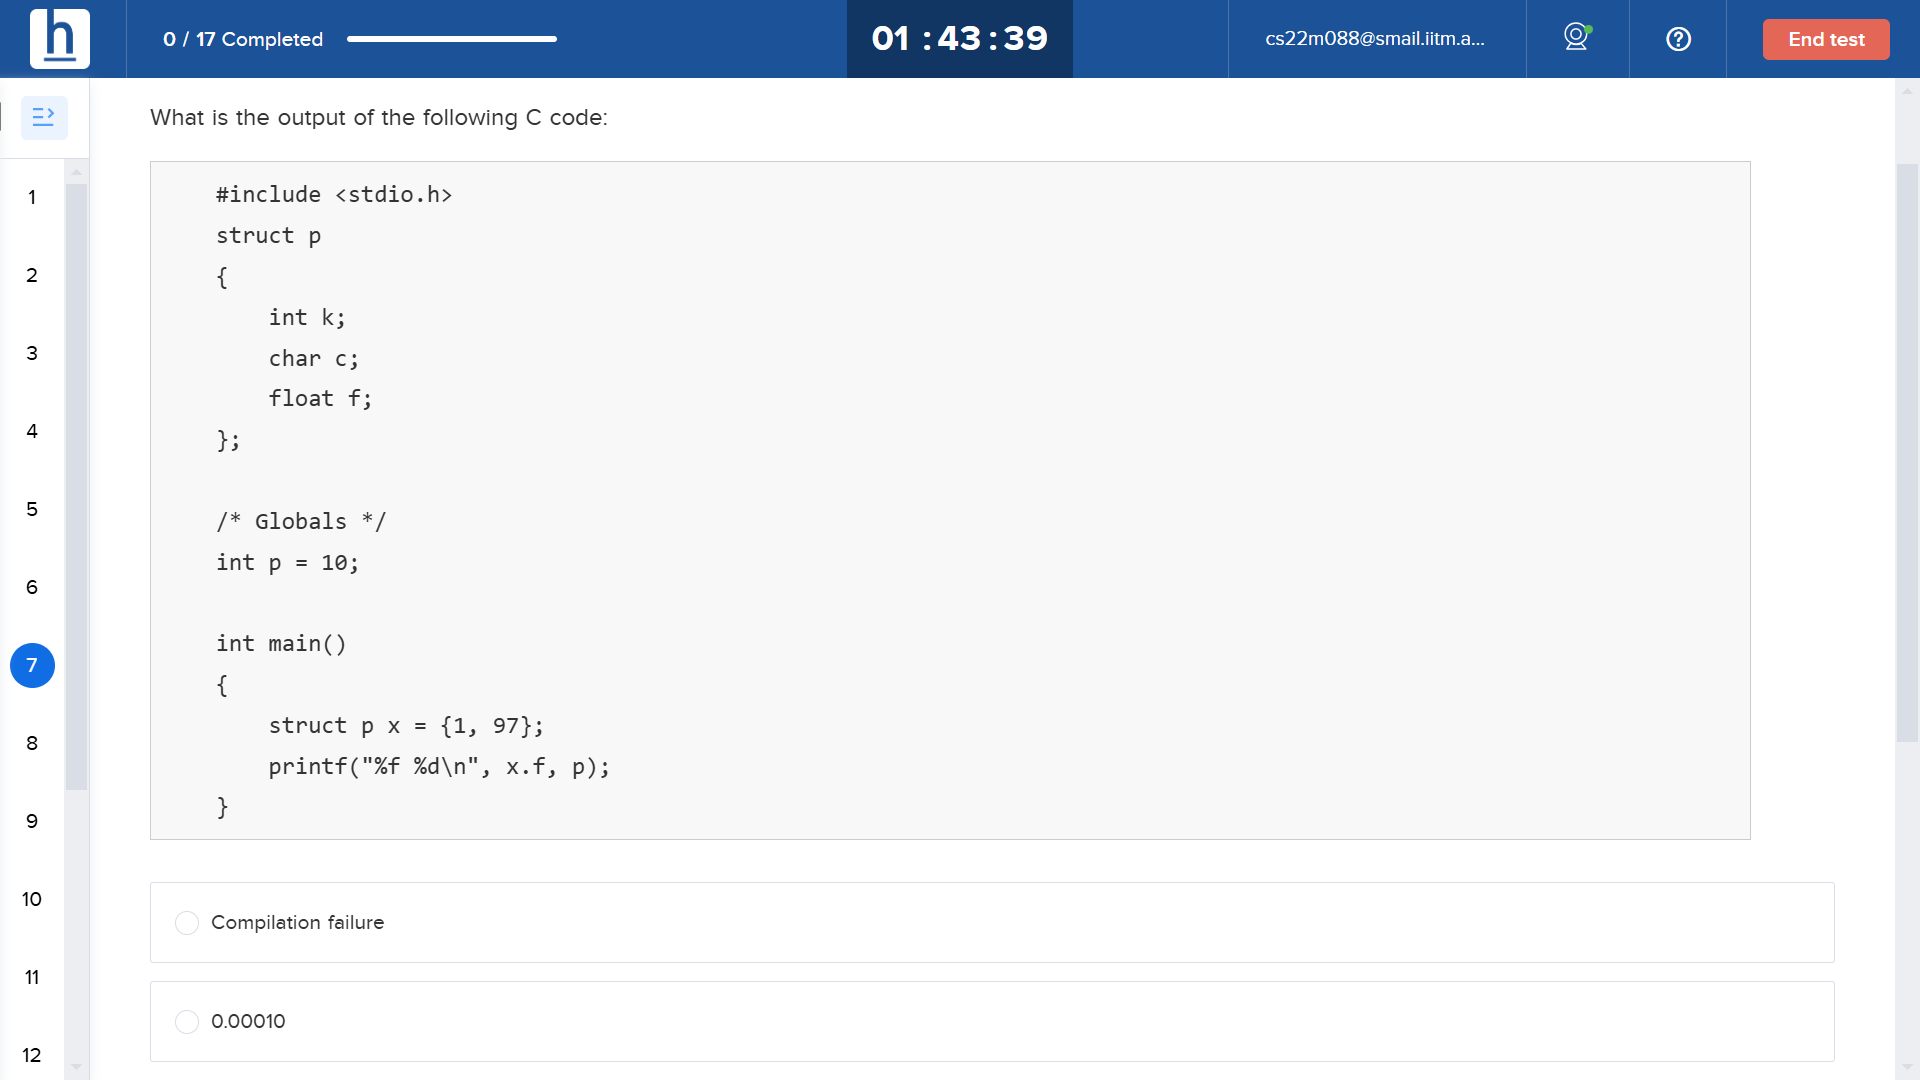 h
0 / 17 Completed
01 : 43 : 39
cs22m088@smail.iitm.a...
End test
What is the output of the following C code:
#include <stdio.h>
struct p
{
    int k;
    char c;
    float f;
};
/* Globals */
int p = 10;
int main()
{
    struct p x = {1, 97};
    printf("%f %d\n", x.f, p);
}
1
2
3
4
5
6
7
8
9
10
11
12
Compilation failure
0.00010